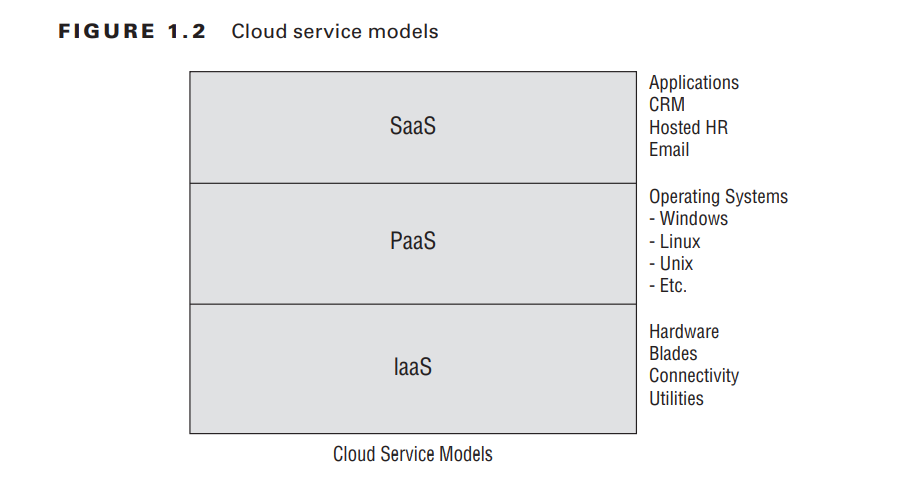 FIGURE 1.2 Cloud service models
SaaS
Applications
CRM
Hosted HR
Email
PaaS
Operating Systems
- Windows
- Linux
- Unix
- Etc.
IaaS
Hardware
Blades
Connectivity
Utilities
Cloud Service Models